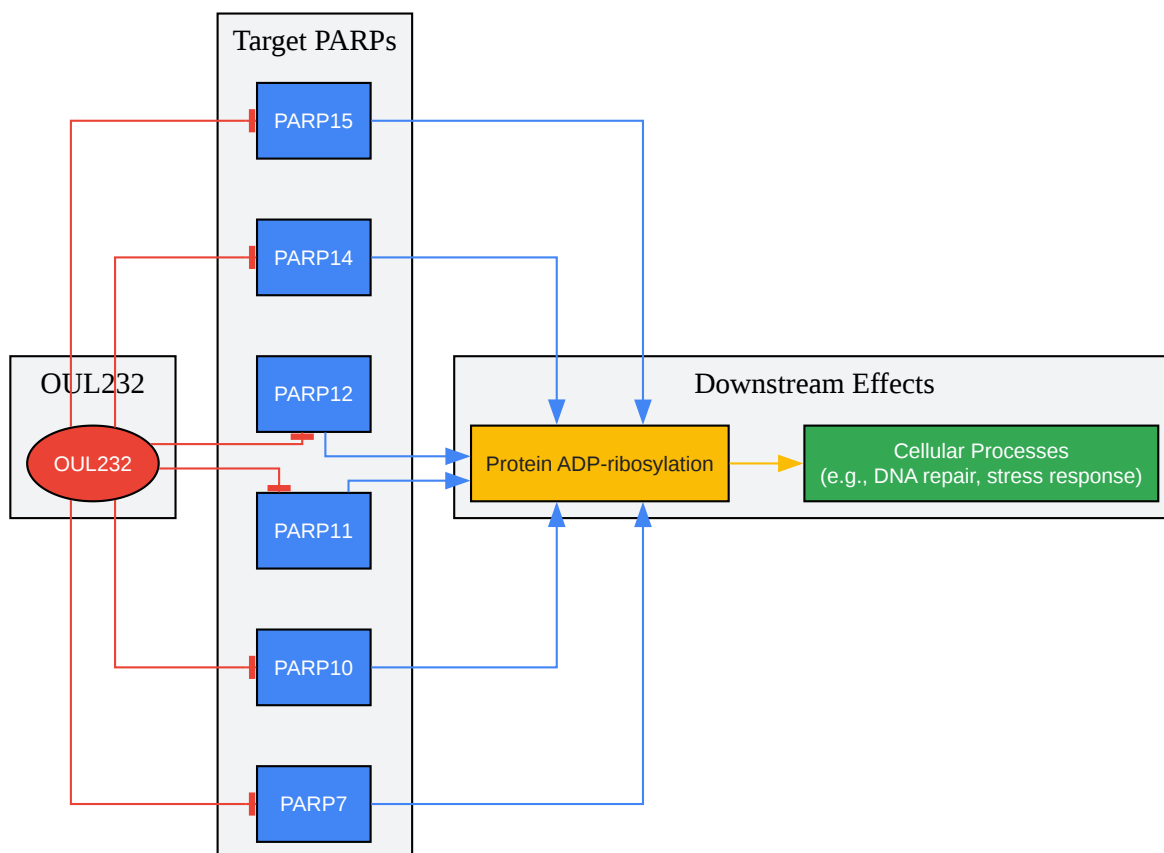 Target PARPs
PARP15
PARP14
PARP12
PARP11
PARP10
PARP7
OUL232
OUL232
Downstream Effects
Protein ADP-ribosylation
Cellular Processes
(e.g., DNA repair, stress response)